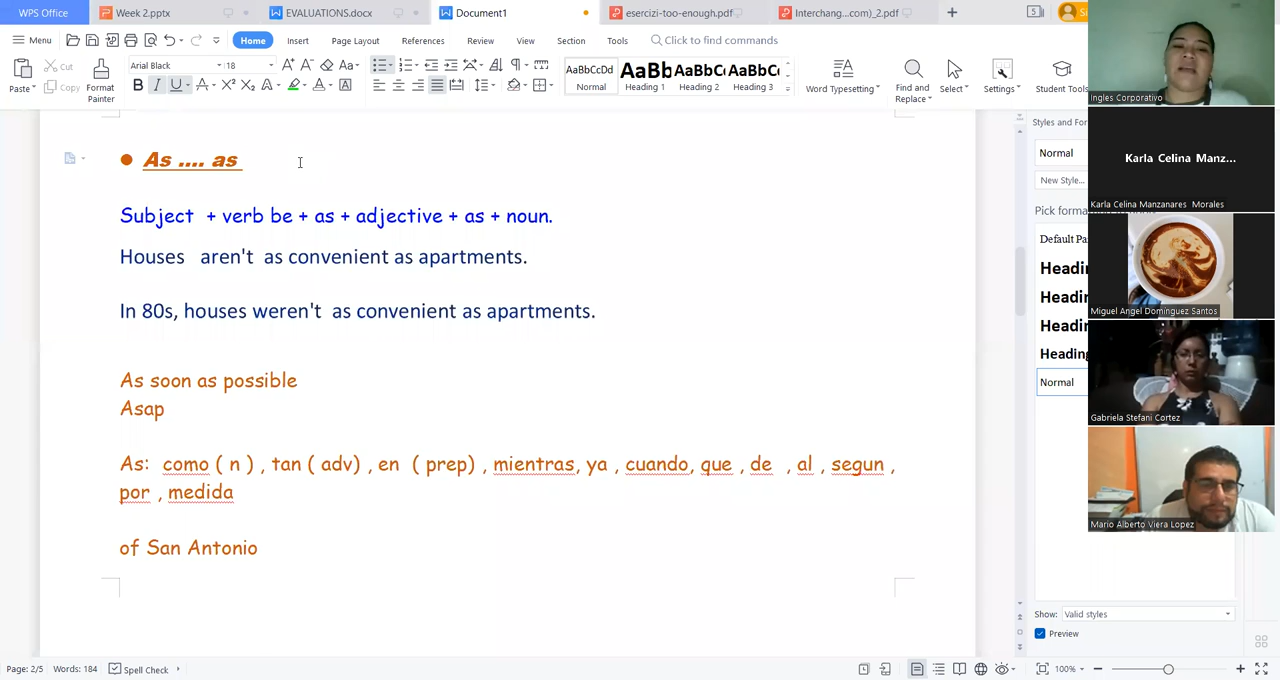 WPS Office Week 2.pptx EVALUATIONS.docx Document1 esercizi-too-enough.pdf Interchang...com)_2.pdf + 5
Menu Home Insert Page Layout References Review View Section Tools Click to find commands
Paste Cut Copy Format Painter Arial Black 18 AaBbCcDd Normal AaBb Heading 1 AaBbC Heading 2 AaBbC Heading 3 Word Typesetting Find and Replace Select Settings Student Tools
As .... as
Subject + verb be + as + adjective + as + noun.
Houses aren't as convenient as apartments.
In 80s, houses weren't as convenient as apartments.
As soon as possible
Asap
As: como ( n ) , tan ( adv) , en ( prep) , mientras, ya , cuando, que , de , al , segun ,
por , medida
of San Antonio
Styles and For
Normal
New Style...
Pick forma
Default Pa
Headin
Headin
Headin
Heading
Normal
Show: Valid styles
Preview
Ingles Corporativo
Karla Celina Manz...
Karla Celina Manzanares Morales
Miguel Angel Dominguez Santos
Gabriela Stefani Cortez
Mario Alberto Viera Lopez
Page: 2/5 Words: 184 Spell Check 100%